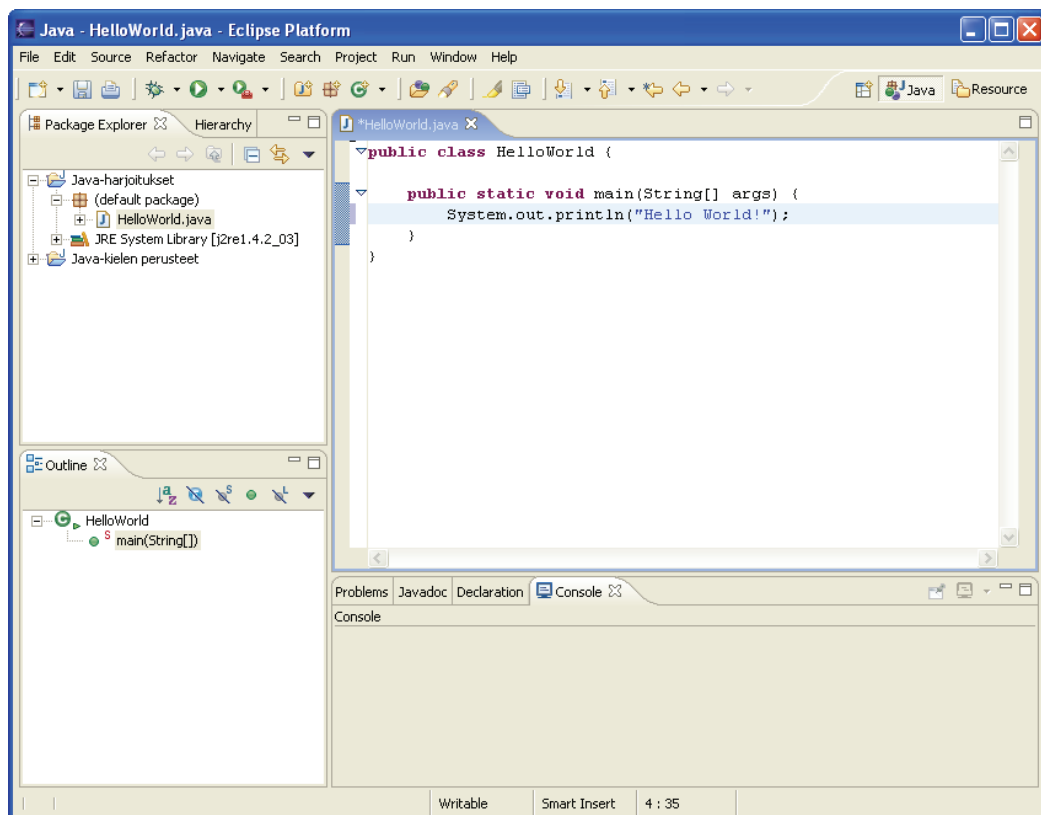 Java - HelloWorld.java - Eclipse Platform
File Edit Source Refactor Navigate Search Project Run Window Help
Java Resource
Package Explorer Hierarchy
Java-harjoitukset
(default package)
HelloWorld.java
JRE System Library [j2re1.4.2_03]
Java-kielen perusteet
*HelloWorld.java
public class HelloWorld {
public static void main(String[] args) {
System.out.println("Hello World!");
}
}
Outline
HelloWorld
main(String[])
Problems Javadoc Declaration Console
Console
Writable Smart Insert 4 : 35